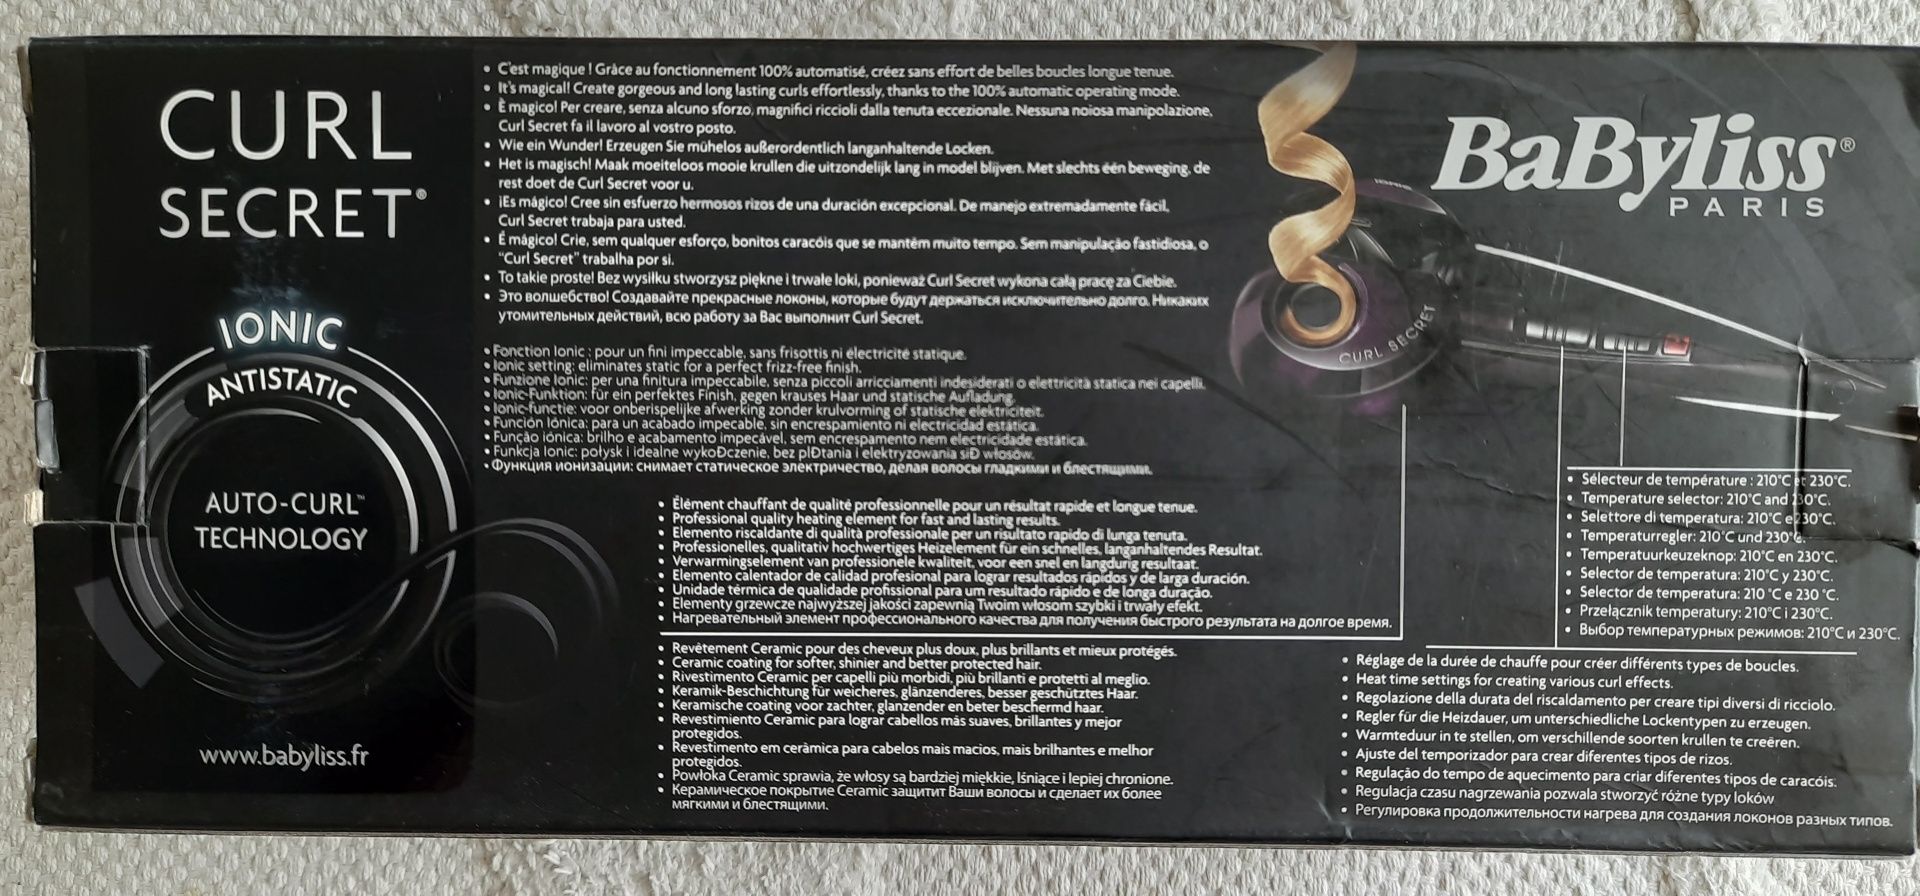 CURL
SECRET®
IONIC
ANTISTATIC
AUTO-CURL™
TECHNOLOGY
www.babyliss.fr
• C'est magique ! Grâce au fonctionnement 100% automatisé, créez sans effort de belles boucles longue tenue.
• It's magical! Create gorgeous and long lasting curls effortlessly, thanks to the 100% automatic operating mode.
• È magico! Per creare, senza alcuno sforzo, magnifici riccioli dalla tenuta eccezionale. Nessuna noiosa manipolazione,
Curl Secret fa il lavoro al vostro posto.
• Wie ein Wunder! Erzeugen Sie mühelos außerordentlich langanhaltende Locken.
• Het is magisch! Maak moeiteloos mooie krullen die uitzondelijk lang in model blijven. Met slechts één beweging, de
rest doet de Curl Secret voor u.
• ¡Es mágico! Cree sin esfuerzo hermosos rizos de una duración excepcional. De manejo extremadamente fácil,
Curl Secret trabaja para usted.
• É mágico! Crie, sem qualquer esforço, bonitos caracóis que se mantêm muito tempo. Sem manipulação fastidiosa, o
"Curl Secret" trabalha por si.
• To takie proste! Bez wysiłku stworzysz piękne i trwałe loki, ponieważ Curl Secret wykona całą pracę za Ciebie.
• Это волшебство! Создавайте прекрасные локоны, которые будут держаться исключительно долго. Никаких
утомительных действий, всю работу за Вас выполнит Curl Secret.
• Fonction Ionic : pour un fini impeccable, sans frisottis ni électricité statique.
• Ionic setting: eliminates static for a perfect frizz-free finish.
• Funzione Ionic: per una finitura impeccabile, senza piccoli arricciamenti indesiderati o elettricità statica nei capelli.
• Ionic-Funktion: für ein perfektes Finish, gegen krauses Haar und statische Aufladung.
• Ionic-functie: voor onberispelijke afwerking zonder krulvorming of statische elektriciteit.
• Función Iónica: para un acabado impecable, sin encrespamiento ni electricidad estática.
• Função iónica: brilho e acabamento impecável, sem encrespamento nem electricidade estática.
• Funkcja Ionic: połysk i idealne wykoDczenie, bez plDtania i elektryzowania siD włosów.
• Функция ионизации: снимает статическое электричество, делая волосы гладкими и блестящими.
• Elément chauffant de qualité professionnelle pour un résultat rapide et longue tenue.
• Professional quality heating element for fast and lasting results.
• Elemento riscaldante di qualità professionale per un risultato rapido di lunga tenuta.
• Professionelles, qualitativ hochwertiges Heizelement für ein schnelles, langanhaltendes Resultat.
• Verwarmingselement van professionele kwaliteit, voor een snel en langdurig resultaat.
• Elemento calentador de calidad profesional para lograr resultados rápidos y de larga duración.
• Unidade térmica de qualidade profissional para um resultado rápido e de longa duração.
• Elementy grzewcze najwyższej jakości zapewnią Twoim włosom szybki i trwały efekt.
• Нагревательный элемент профессионального качества для получения быстрого результата на долгое время.
• Revêtement Ceramic pour des cheveux plus doux, plus brillants et mieux protégés.
• Ceramic coating for softer, shinier and better protected hair.
• Rivestimento Ceramic per capelli più morbidi, più brillanti e protetti al meglio.
• Keramik-Beschichtung für weicheres, glänzenderes, besser geschütztes Haar.
• Keramische coating voor zachter, glanzender en beter beschermd haar.
• Revestimiento Ceramic para lograr cabellos más suaves, brillantes y mejor
protegidos.
• Revestimento em cerâmica para cabelos mais macios, mais brilhantes e melhor
protegidos.
• Powłoka Ceramic sprawia, że włosy są bardziej miękkie, lśniące i lepiej chronione.
• Керамическое покрытие Ceramic защитит Ваши волосы и сделает их более
мягкими и блестящими.
BaByliss®
PARIS
IONIC
CURL SECRET
• Sélecteur de température : 210°C et 230°C.
• Temperature selector: 210°C and 230°C.
• Selettore di temperatura: 210°C e 230°C.
• Temperaturregler: 210°C und 230°C.
• Temperatuurkeuzeknop: 210°C en 230°C.
• Selector de temperatura: 210°C y 230°C.
• Selector de temperatura: 210 °C e 230 °C.
• Przełącznik temperatury: 210°C i 230°C.
• Выбор температурных режимов: 210°C и 230°C.
• Réglage de la durée de chauffe pour créer différents types de boucles.
• Heat time settings for creating various curl effects.
• Regolazione della durata del riscaldamento per creare tipi diversi di ricciolo.
• Regler für die Heizdauer, um unterschiedliche Lockentypen zu erzeugen.
• Warmteduur in te stellen, om verschillende soorten krullen te creëren.
• Ajuste del temporizador para crear diferentes tipos de rizos.
• Regulação do tempo de aquecimento para criar diferentes tipos de caracóis.
• Regulacja czasu nagrzewania pozwala stworzyć różne typy loków
• Регулировка продолжительности нагрева для создания локонов разных типов.